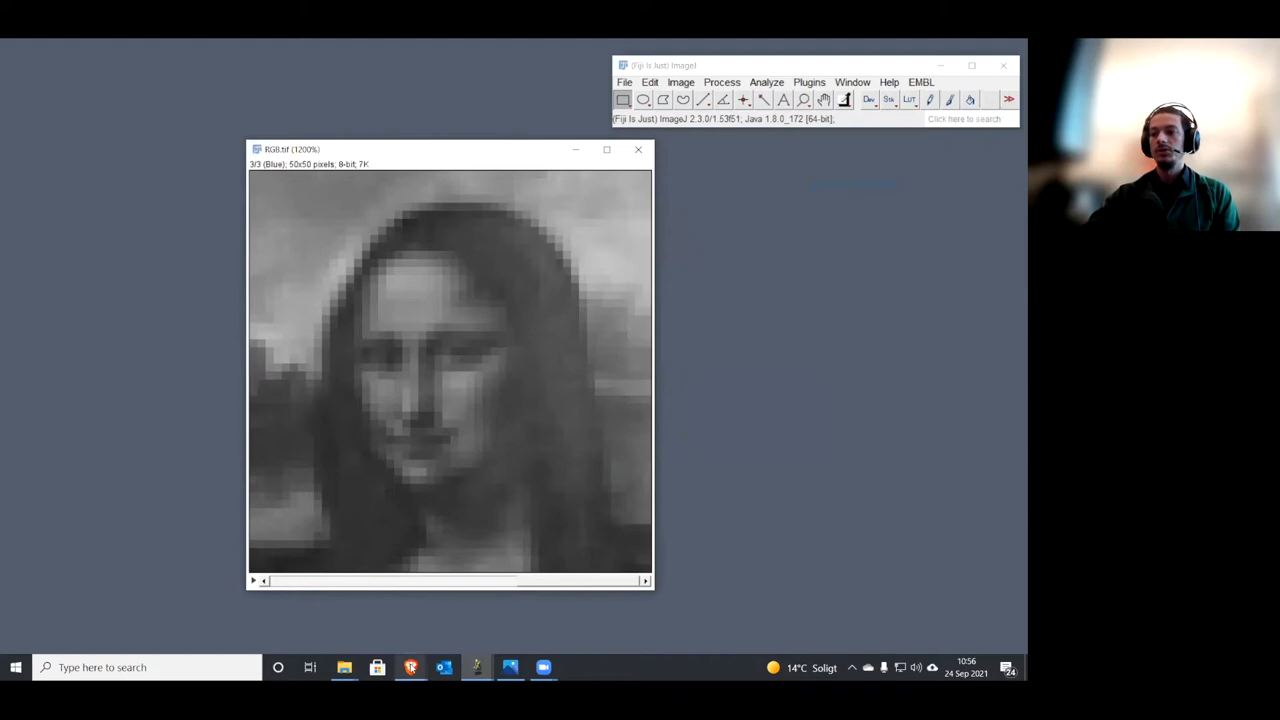 (Fiji Is Just) ImageJ
File Edit Image Process Analyze Plugins Window Help EMBL
Dev Stk LUT
(Fiji Is Just) ImageJ 2.3.0/1.53f51; Java 1.8.0_172 [64-bit];
Click here to search
RGB.tif (1200%)
3/3 (Blue); 50x50 pixels; 8-bit; 7K
Type here to search
14°C Soligt
10:56
24 Sep 2021
24